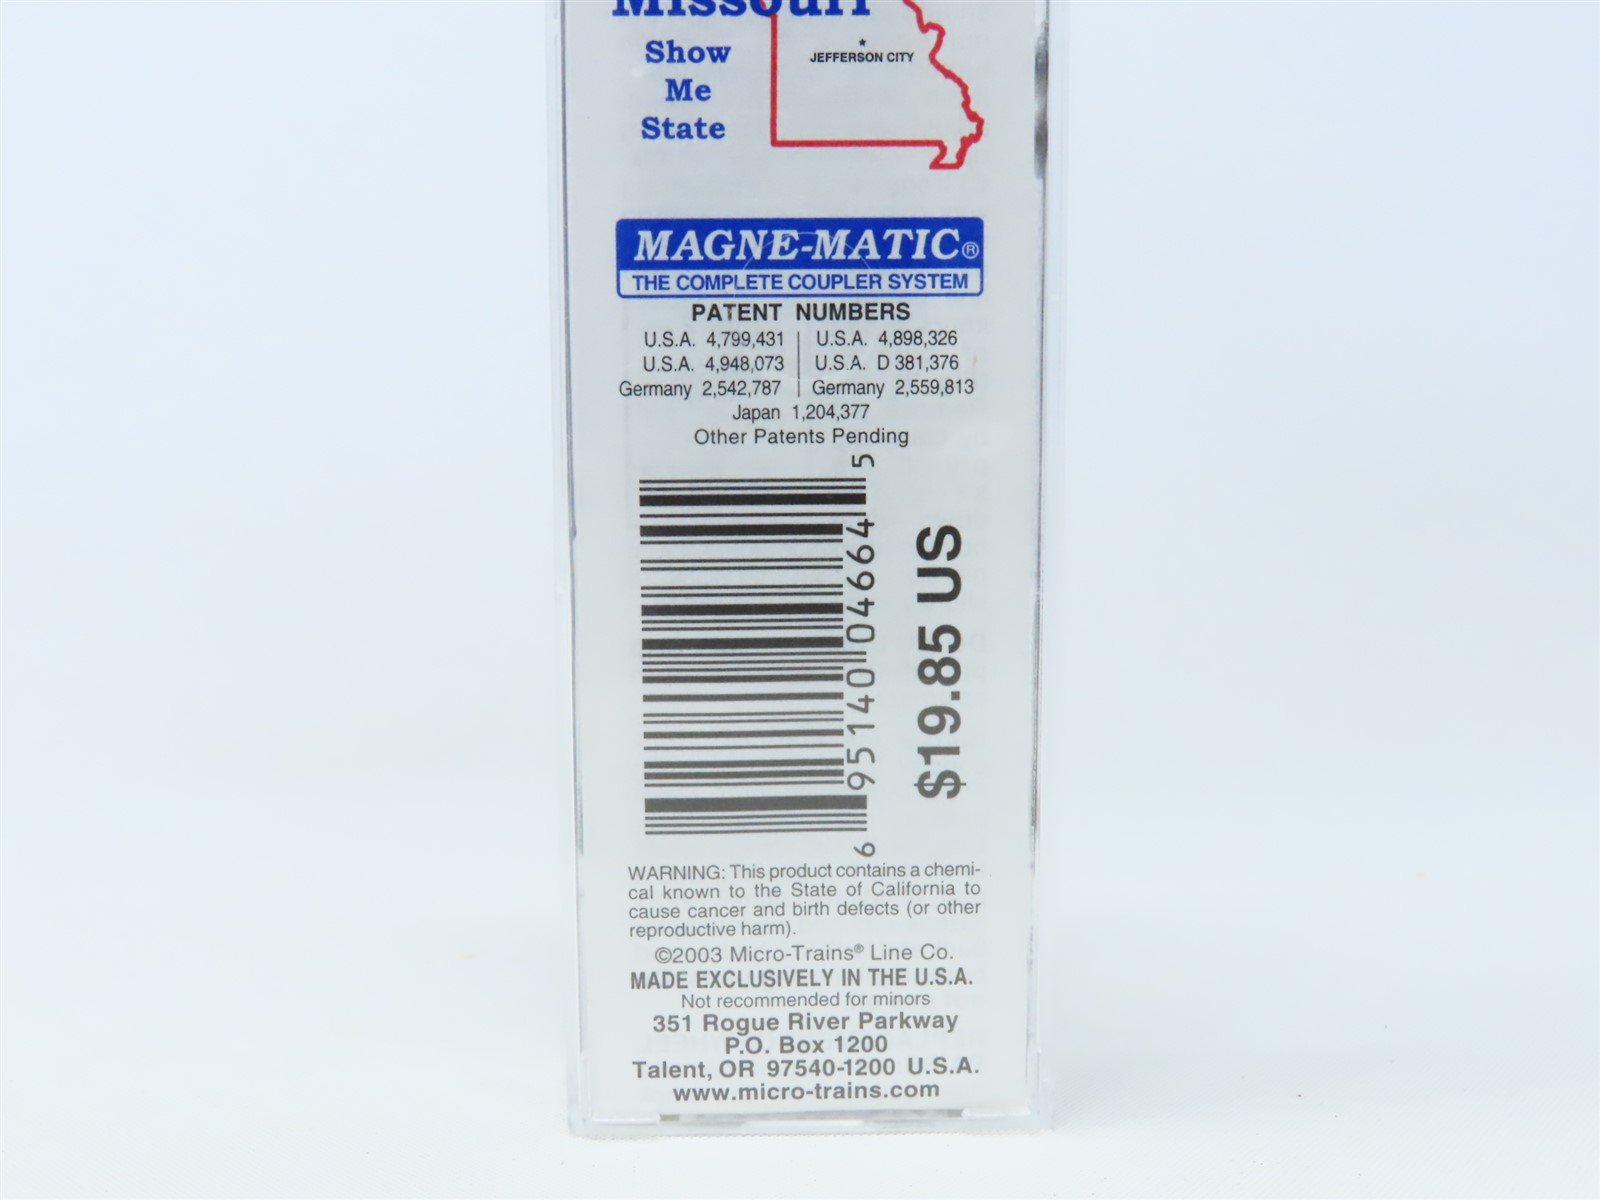 Missouri
Show
Me
State
JEFFERSON CITY
MAGNE-MATIC®
THE COMPLETE COUPLER SYSTEM
PATENT NUMBERS
U.S.A. 4,799,431 | U.S.A. 4,898,326
U.S.A. 4,948,073 | U.S.A. D 381,376
Germany 2,542,787 | Germany 2,559,813
Japan 1,204,377
Other Patents Pending
6 95140 04664 5
$19.85 US
WARNING: This product contains a chemi-
cal known to the State of California to
cause cancer and birth defects (or other
reproductive harm).
©2003 Micro-Trains® Line Co.
MADE EXCLUSIVELY IN THE U.S.A.
Not recommended for minors
351 Rogue River Parkway
P.O. Box 1200
Talent, OR 97540-1200 U.S.A.
www.micro-trains.com